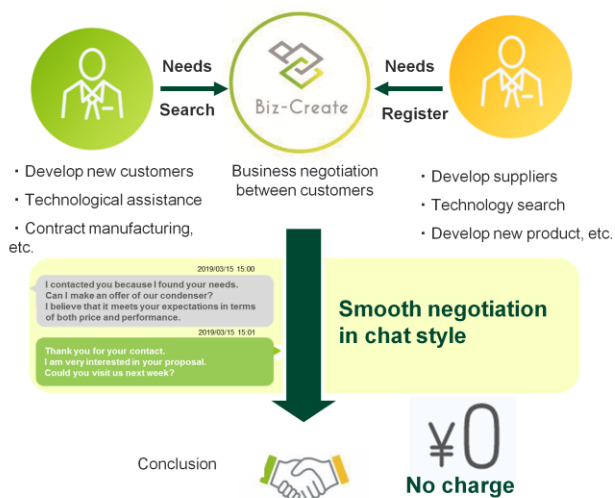 Needs
Search
Biz-Create
Needs
Register
・Develop new customers
・Technological assistance
・Contract manufacturing,
etc.
Business negotiation
between customers
・Develop suppliers
・Technology search
・Develop new product, etc.
2019/03/15 15:00
I contacted you because I found your needs.
Can I make an offer of our condenser?
I believe that it meets your expectations in terms
of both price and performance.
2019/03/15 15:01
Thank you for your contact.
I am very interested in your proposal.
Could you visit us next week?
Smooth negotiation
in chat style
Conclusion
¥0
No charge